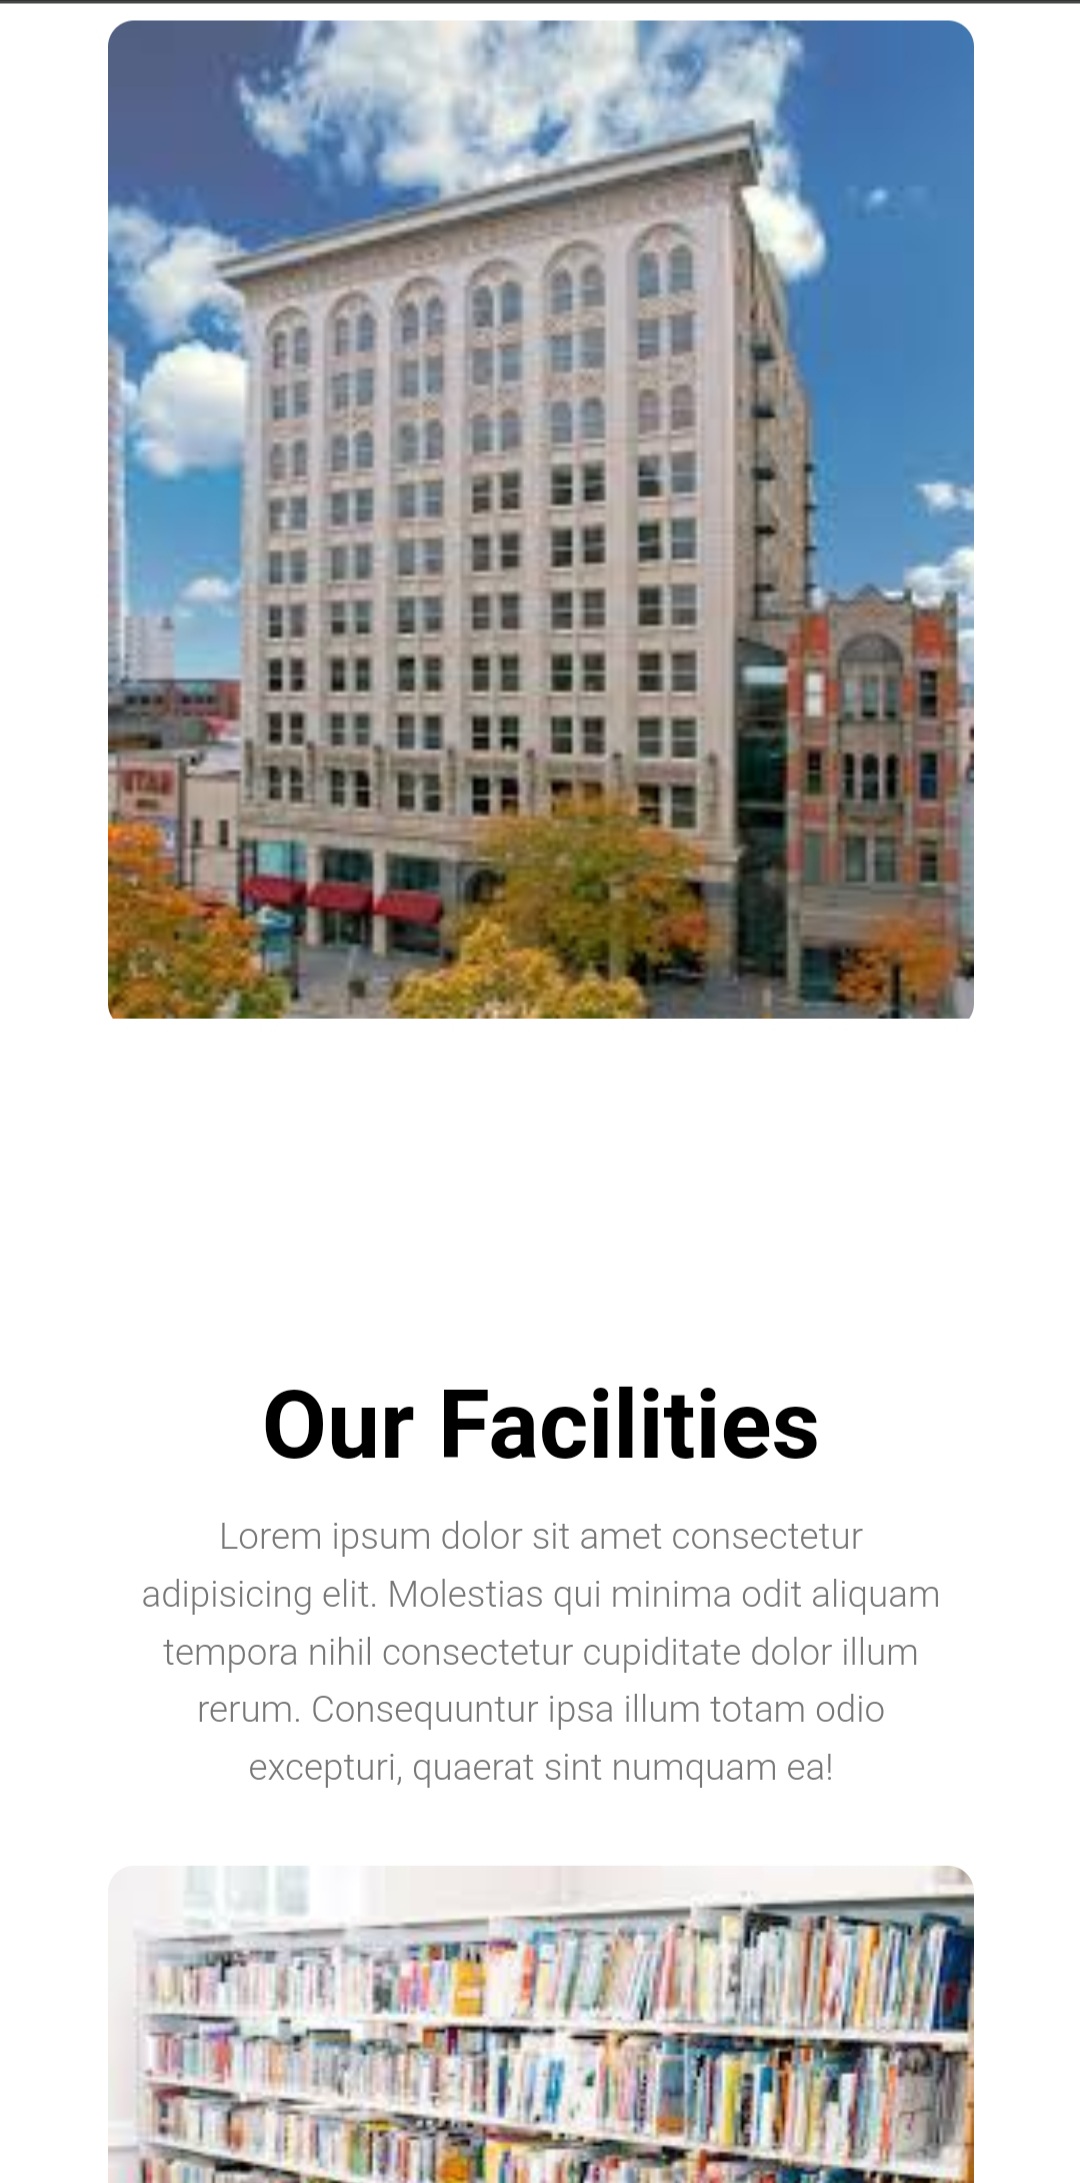 Our Facilities
Lorem ipsum dolor sit amet consectetur
adipisicing elit. Molestias qui minima odit aliquam
tempora nihil consectetur cupiditate dolor illum
rerum. Consequuntur ipsa illum totam odio
excepturi, quaerat sint numquam ea!